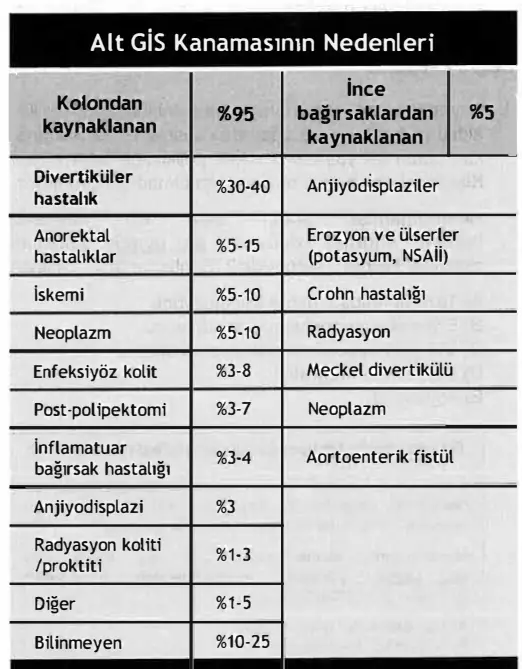 Alt GİS Kanamasının Nedenleri
Kolondan
kaynaklanan
%95
İnce
bağırsaklardan
kaynaklanan
%5
Divertiküler
hastalık
%30-40
Anjiyodisplaziler
Anorektal
hastalıklar
%5-15
Erozyon ve ülserler
(potasyum, NSAİİ)
İskemi
%5.10
Crohn hastalığı
Neoplazm
%5-10
Radyasyon
Enfeksiyöz kolit
%3-8
Meckel divertikülü
Post-polipektomi
%3-7
Neoplazm
İnflamatuar
bağırsak hastalığı
%3-4
Aortoenterik fistül
Anjiyodisplazi
%3
Radyasyon koliti
/proktiti
%1-3
Diğer
%1-5
Bilinmeyen
%10-25